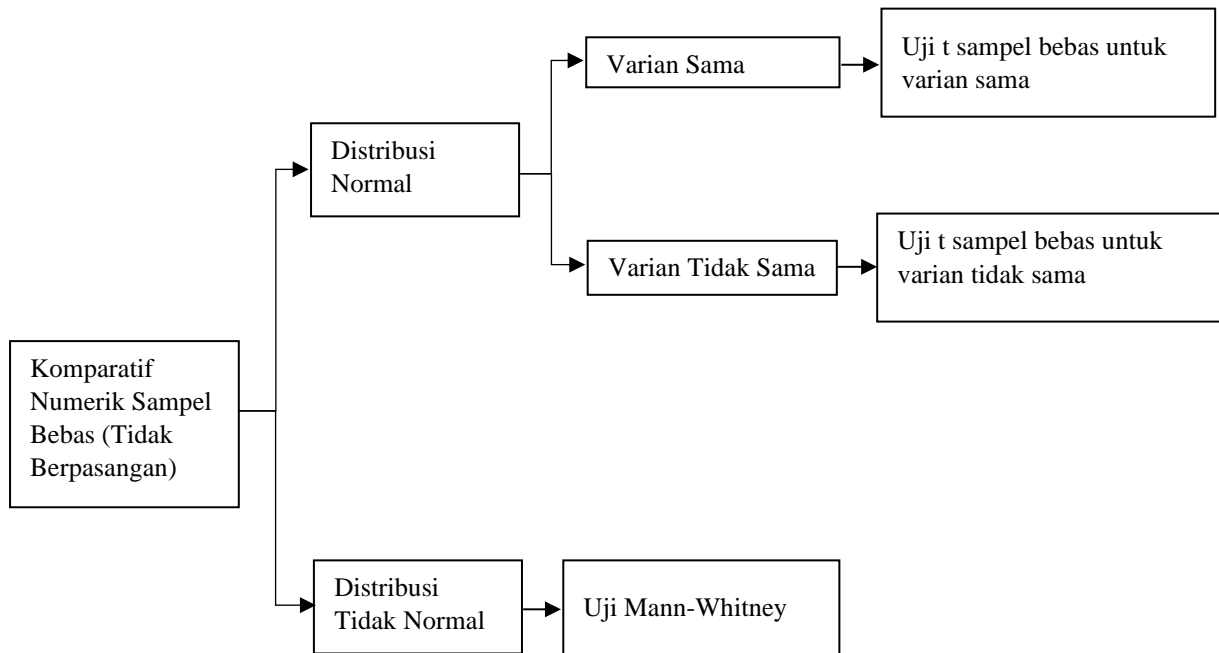 Varian Sama
Uji t sampel bebas untuk
varian sama
Distribusi
Normal
Varian Tidak Sama
Uji t sampel bebas untuk
varian tidak sama
Komparatif
Numerik Sampel
Bebas (Tidak
Berpasangan)
Distribusi
Tidak Normal
Uji Mann-Whitney